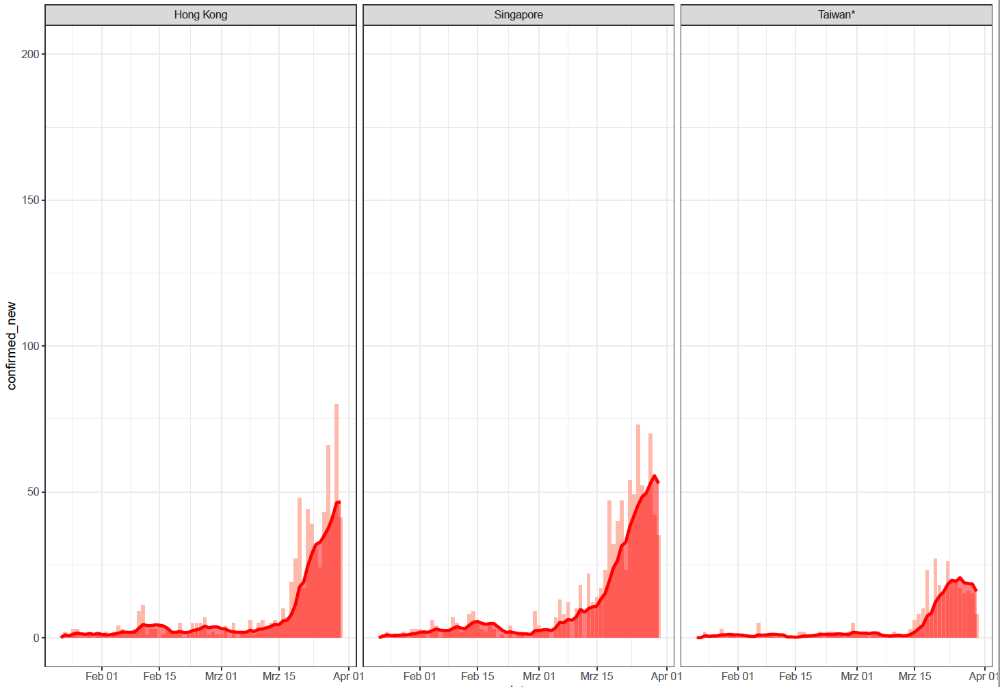 Hong Kong
Singapore
Taiwan*
confirmed_new
200
150
100
50
0
Feb 01
Feb 15
Mrz 01
Mrz 15
Apr 01
Feb 01
Feb 15
Mrz 01
Mrz 15
Apr 01
Feb 01
Feb 15
Mrz 01
Mrz 15
Apr 01